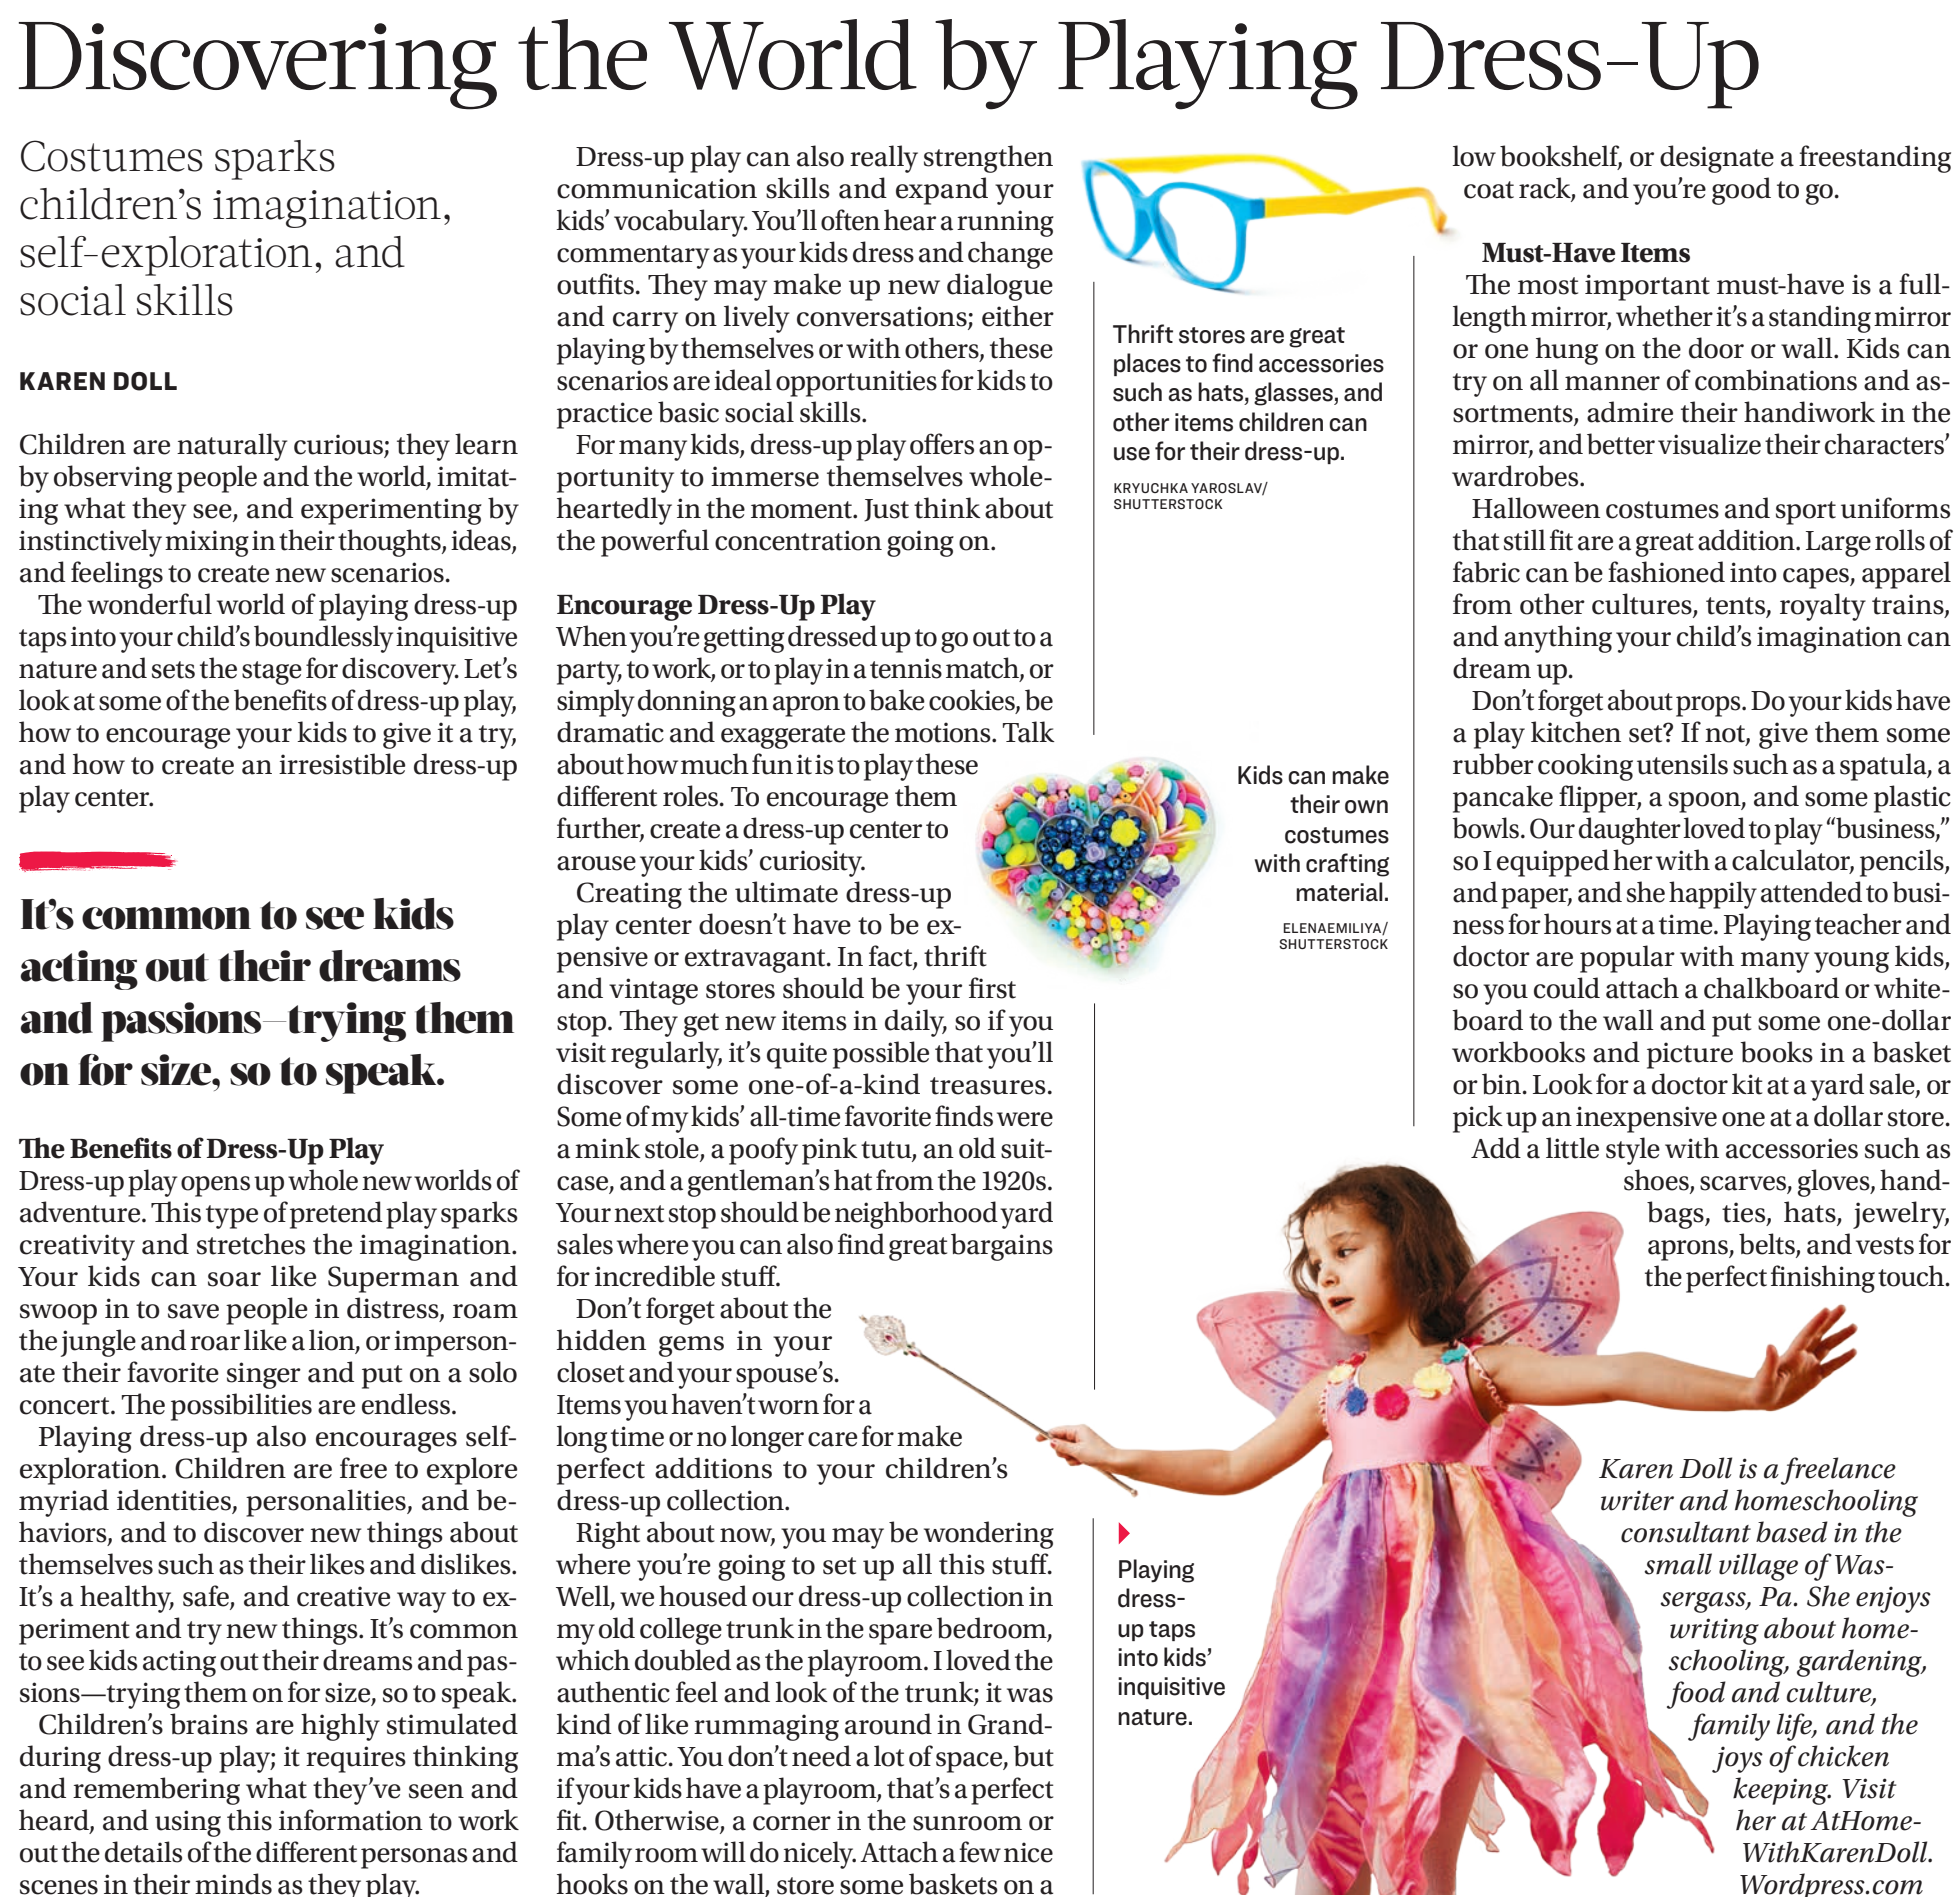 Discovering the World by Playing Dress-Up
Costumes sparks
children's imagination,
self-exploration, and
social skills
KAREN DOLL
Children are naturally curious; they learn
by observing people and the world, imitat-
ing what they see, and experimenting by
instinctively mixing in their thoughts, ideas,
and feelings to create new scenarios.
The wonderful world of playing dress-up
taps into your child's boundlessly inquisitive
nature and sets the stage for discovery. Let's
look at some of the benefits of dress-up play,
how to encourage your kids to give it a try,
and how to create an irresistible dress-up
play center.
It's common to see kids
acting out their dreams
and passions—trying them
on for size, so to speak.
The Benefits of Dress-Up Play
Dress-up play opens up whole new worlds of
adventure. This type of pretend play sparks
creativity and stretches the imagination.
Your kids can soar like Superman and
swoop in to save people in distress, roam
the jungle and roar like a lion, or imperson-
ate their favorite singer and put on a solo
concert. The possibilities are endless.
Playing dress-up also encourages self-
exploration. Children are free to explore
myriad identities, personalities, and be-
haviors, and to discover new things about
themselves such as their likes and dislikes.
It's a healthy, safe, and creative way to ex-
periment and try new things. It's common
to see kids acting out their dreams and pas-
sions—trying them on for size, so to speak.
Children's brains are highly stimulated
during dress-up play; it requires thinking
and remembering what they've seen and
heard, and using this information to work
out the details of the different personas and
scenes in their minds as they play.
Dress-up play can also really strengthen
communication skills and expand your
kids' vocabulary. You'll often hear a running
commentary as your kids dress and change
outfits. They may make up new dialogue
and carry on lively conversations; either
playing by themselves or with others, these
scenarios are ideal opportunities for kids to
practice basic social skills.
For many kids, dress-up play offers an op-
portunity to immerse themselves whole-
heartedly in the moment. Just think about
the powerful concentration going on.
Encourage Dress-Up Play
When you're getting dressed up to go out to a
party, to work, or to play in a tennis match, or
simply donning an apron to bake cookies, be
dramatic and exaggerate the motions. Talk
about how much fun it is to play these
different roles. To encourage them
further, create a dress-up center to
arouse your kids' curiosity.
Creating the ultimate dress-up
play center doesn't have to be ex-
pensive or extravagant. In fact, thrift
and vintage stores should be your first
stop. They get new items in daily, so if you
visit regularly, it's quite possible that you'll
discover some one-of-a-kind treasures.
Some of my kids' all-time favorite finds were
a mink stole, a poofy pink tutu, an old suit-
case, and a gentleman's hat from the 1920s.
Your next stop should be neighborhood yard
sales where you can also find great bargains
for incredible stuff.
Don't forget about the
hidden gems in your
closet and your spouse's.
Items you haven't worn for a
long time or no longer care for make
perfect additions to your children's
dress-up collection.
Right about now, you may be wondering
where you're going to set up all this stuff.
Well, we housed our dress-up collection in
my old college trunk in the spare bedroom,
which doubled as the playroom. I loved the
authentic feel and look of the trunk; it was
kind of like rummaging around in Grand-
ma's attic. You don't need a lot of space, but
if your kids have a playroom, that's a perfect
fit. Otherwise, a corner in the sunroom or
family room will do nicely. Attach a few nice
hooks on the wall, store some baskets on a
Thrift stores are great
places to find accessories
such as hats, glasses, and
other items children can
use for their dress-up.
KRYUCHKA YAROSLAV/
SHUTTERSTOCK
Kids can make
their own
costumes
with crafting
material.
ELENAEMILIYA/
SHUTTERSTOCK
Playing
dress-
up taps
into kids'
inquisitive
nature.
low bookshelf, or designate a freestanding
coat rack, and you're good to go.
Must-Have Items
The most important must-have is a full-
length mirror, whether it's a standing mirror
or one hung on the door or wall. Kids can
try on all manner of combinations and as-
sortments, admire their handiwork in the
mirror, and better visualize their characters'
wardrobes.
Halloween costumes and sport uniforms
that still fit are a great addition. Large rolls of
fabric can be fashioned into capes, apparel
from other cultures, tents, royalty trains,
and anything your child's imagination can
dream up.
Don't forget about props. Do your kids have
a play kitchen set? If not, give them some
rubber cooking utensils such as a spatula, a
pancake flipper, a spoon, and some plastic
bowls. Our daughter loved to play “business,”
so I equipped her with a calculator, pencils,
and paper, and she happily attended to busi-
ness for hours at a time. Playing teacher and
doctor are popular with many young kids,
so you could attach a chalkboard or white-
board to the wall and put some one-dollar
workbooks and picture books in a basket
or bin. Look for a doctor kit at a yard sale, or
pick up an inexpensive one at a dollar store.
Add a little style with accessories such as
shoes, scarves, gloves, hand-
bags, ties, hats, jewelry,
aprons, belts, and vests for
the perfect finishing touch.
Karen Doll is a freelance
writer and homeschooling
consultant based in the
small village of Was-
sergass, Pa. She enjoys
writing about home-
schooling, gardening,
food and culture,
family life, and the
joys of chicken
keeping. Visit
her at AtHome-
WithKarenDoll.
Wordpress.com